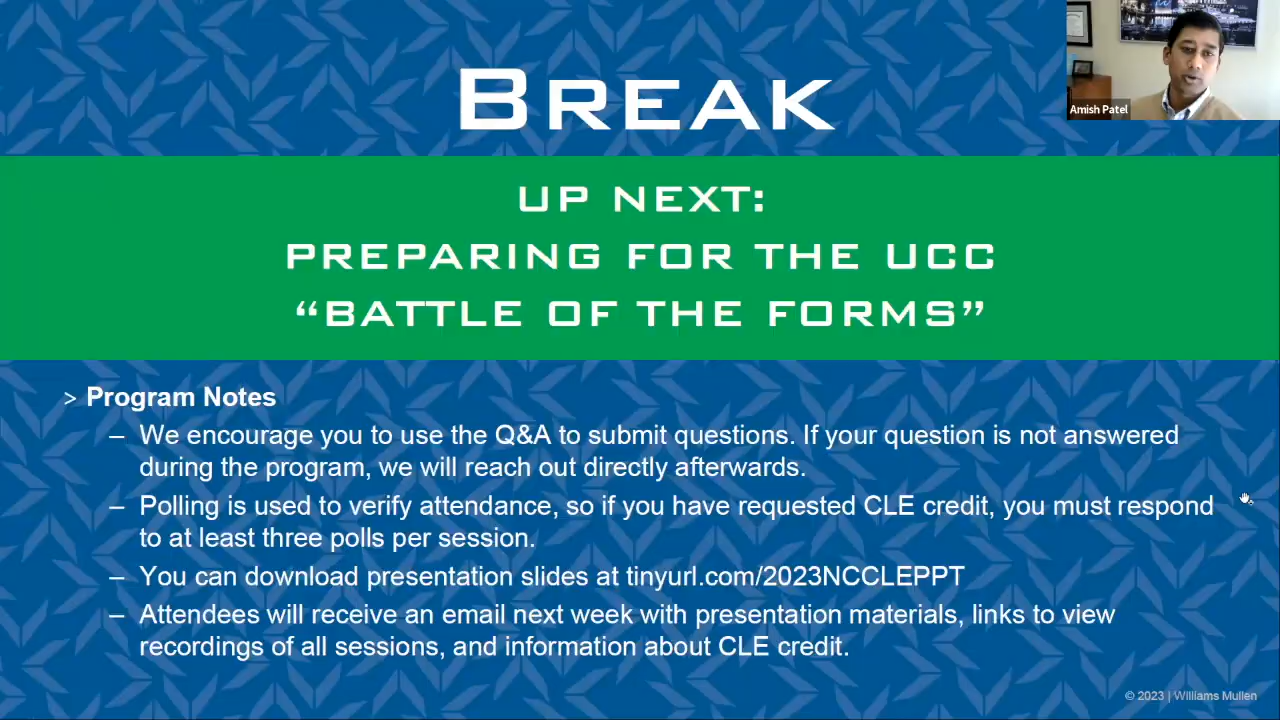 BREAK
Amish Patel
UP NEXT:
PREPARING FOR THE UCC
“BATTLE OF THE FORMS”
> Program Notes
– We encourage you to use the Q&A to submit questions. If your question is not answered
during the program, we will reach out directly afterwards.
– Polling is used to verify attendance, so if you have requested CLE credit, you must respond
to at least three polls per session.
– You can download presentation slides at tinyurl.com/2023NCCLEPPT
– Attendees will receive an email next week with presentation materials, links to view
recordings of all sessions, and information about CLE credit.
© 2023 | Williams Mullen